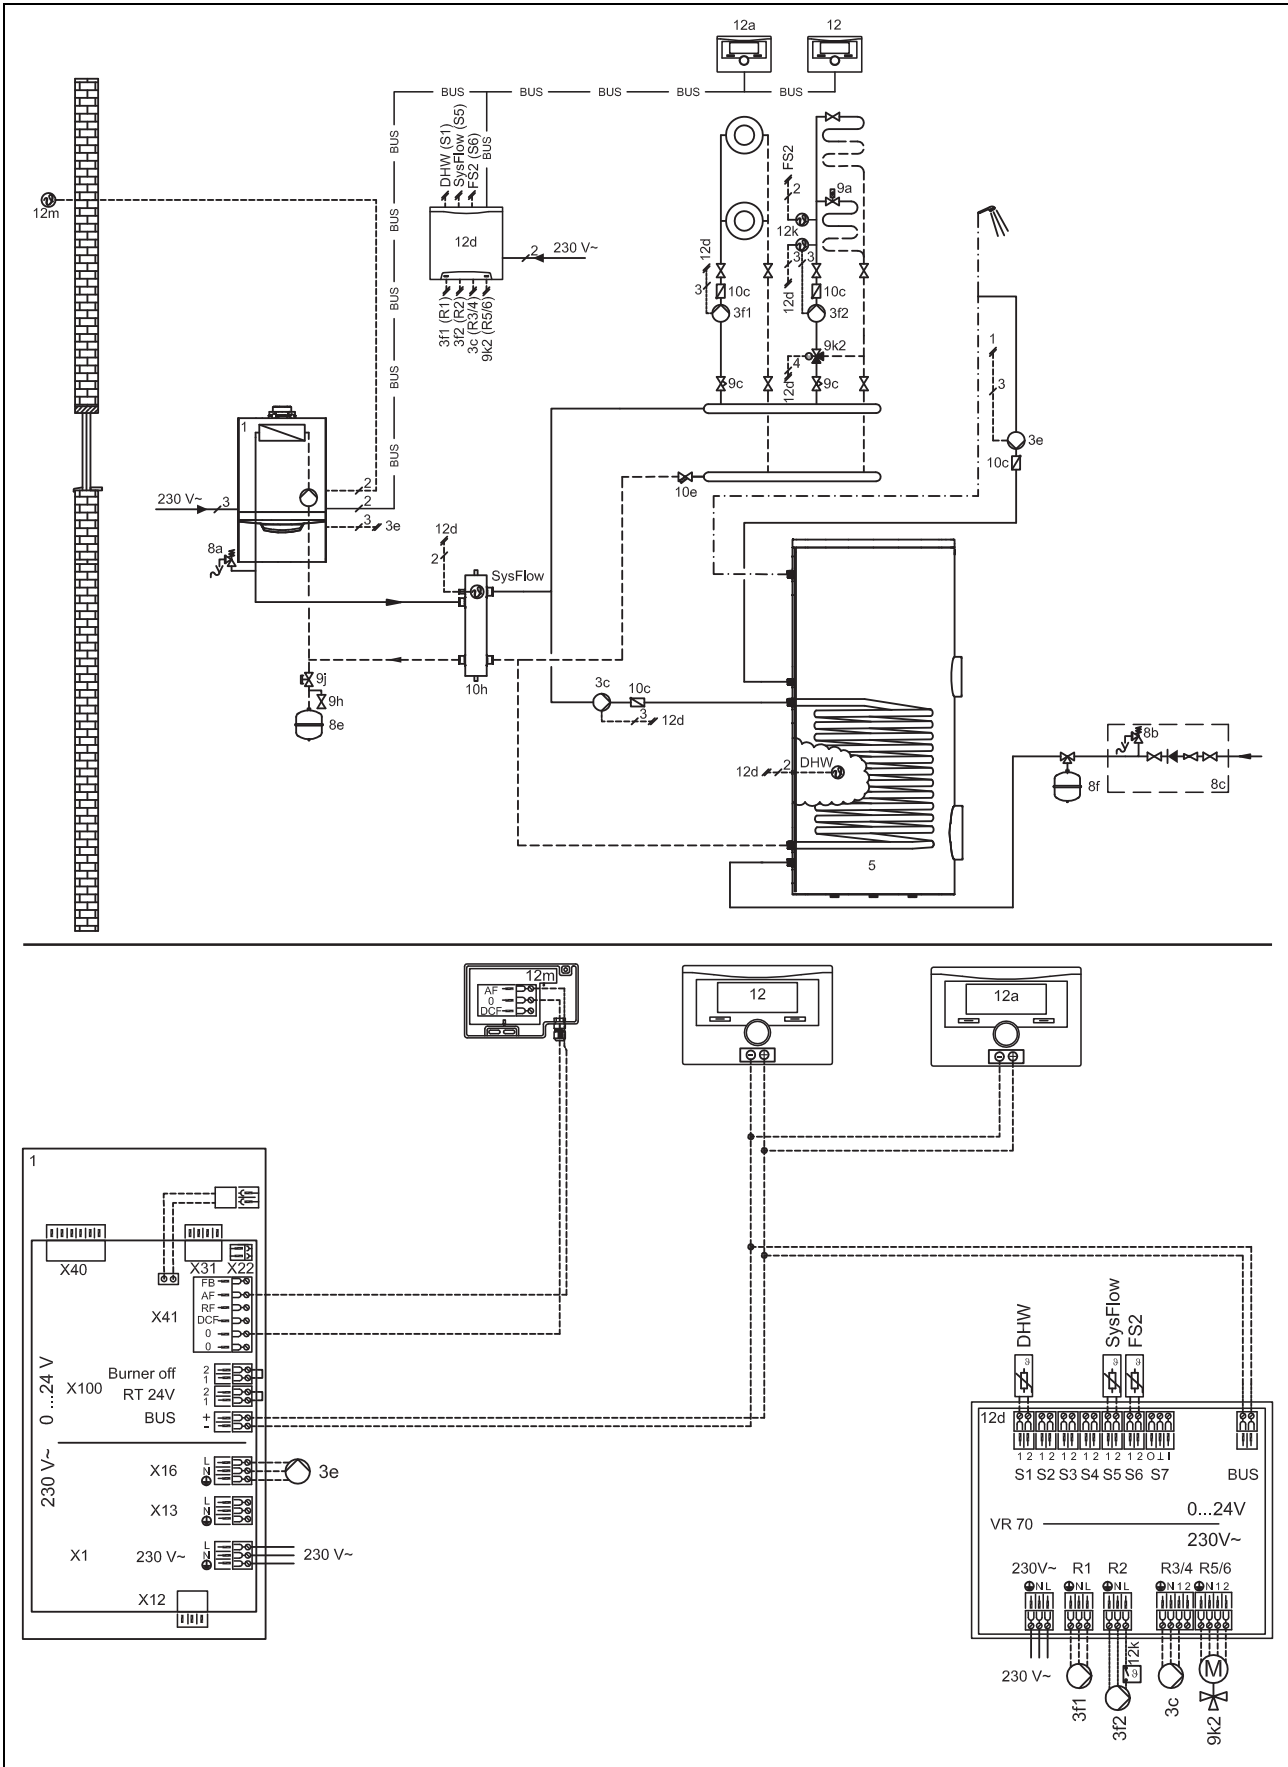 12a
12
BUS
BUS
BUS
BUS
BUS
BUS
BUS
BUS
BUS
BUS
BUS
DHW (S1)
SysFlow (S5)
FS2 (S6)
12d
2
230 V~
3f1 (R1)
3f2 (R2)
3c (R3/4)
9k2 (R5/6)
12m
FS2
2
9a
12k
12d
3
3
3
10c
10c
3f1
3f2
12d
9k2
4
12d
9c
9c
1
3
3e
10c
1
2
2
3
3e
230 V~
3
8a
10e
12d
2
SysFlow
10h
9j
9h
8e
3c
10c
3
12d
12d
2
DHW
5
8b
8f
8c
12m
AF
0
DCF
12
12a
1
X40
X31
X22
X41
FB
AF
RF
DCF
0
0
0 ...24 V
X100
Burner off
2
1
RT 24V
2
1
BUS
+
-
230 V~
X16
L
N
3e
X13
L
N
X1
230 V~
L
N
230 V~
X12
DHW
SysFlow
FS2
12d
1 2
1 2
1 2
1 2
1 2
1 2
O ⊥ I
S1 S2 S3 S4 S5 S6 S7
BUS
0...24V
VR 70
230V~
230V~
R1
R2
R3/4
R5/6
N L
N L
N L
N 1 2
N 1 2
230 V~
3f1
3f2
12k
3c
M
9k2